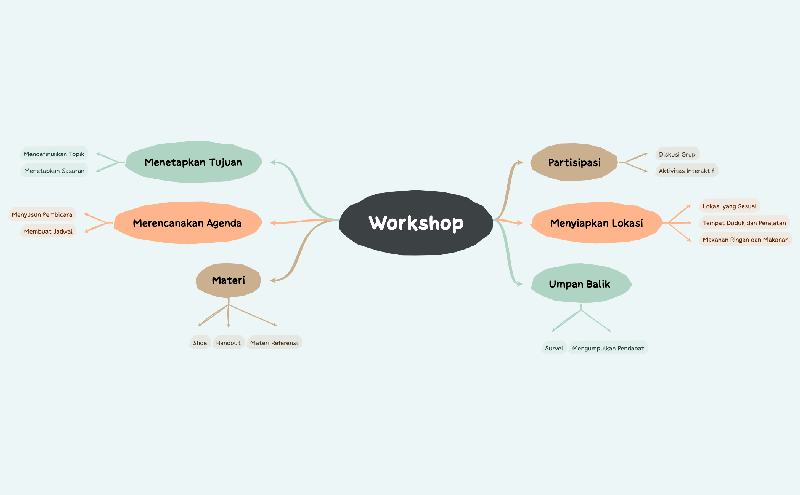 Workshop
Menetapkan Tujuan
Merumuskan Topik
Menetapkan Sasaran
Merencanakan Agenda
Menyusun Pembicara
Membuat Jadwal
Materi
Slide
Handout
Materi Referensi
Partisipasi
Diskusi Grup
Aktivitas Interaktif
Menyiapkan Lokasi
Lokasi yang Sesuai
Tempat Duduk dan Peralatan
Makanan Ringan dan Makanan
Umpan Balik
Survei
Mengumpulkan Pendapat